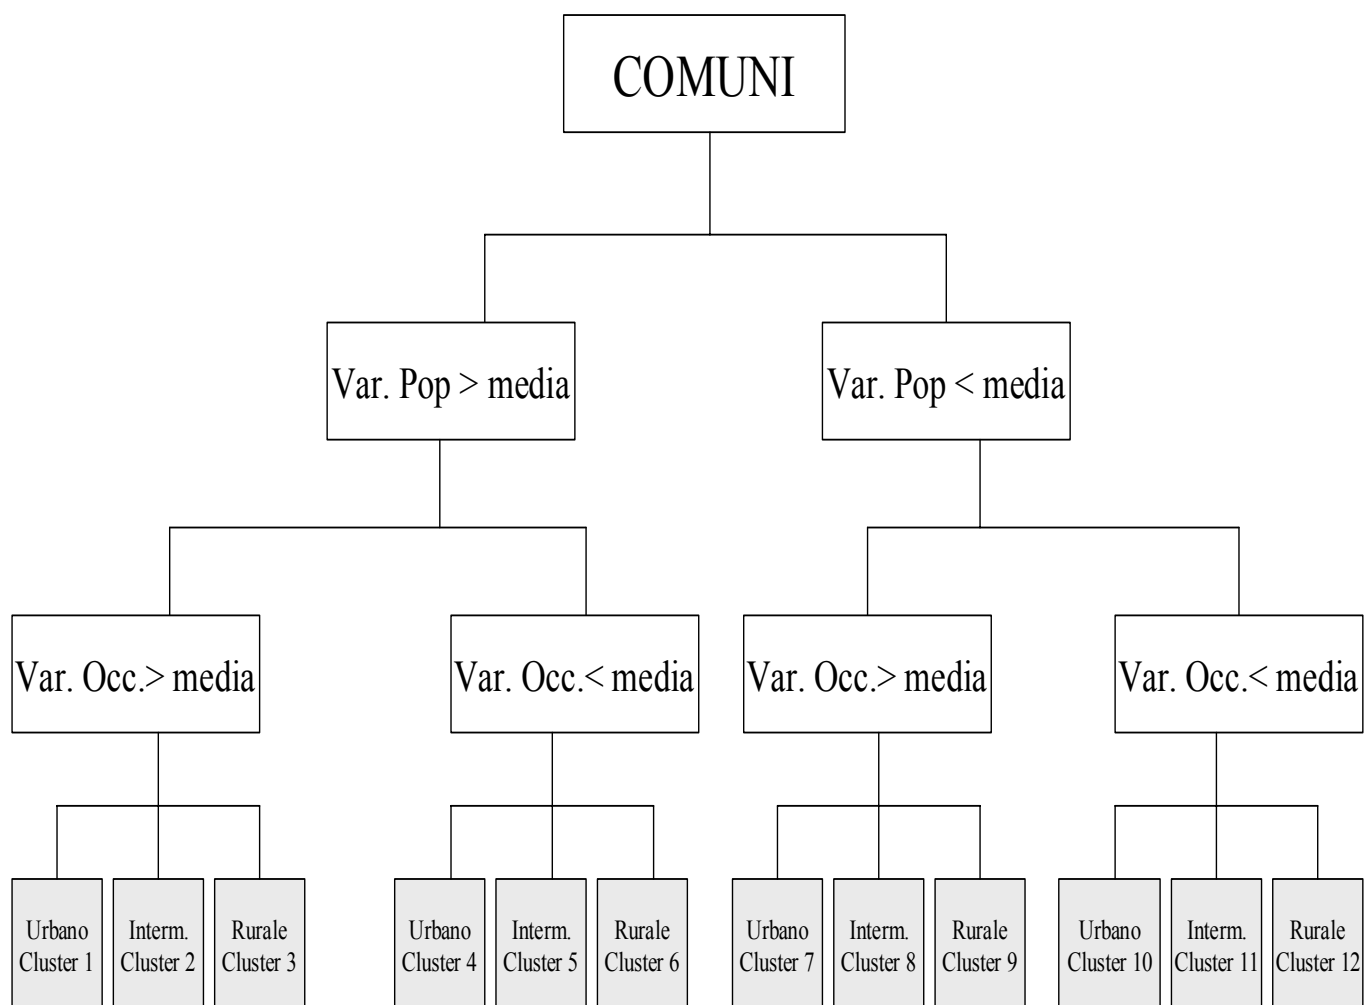 COMUNI
Var. Pop > media
Var. Pop < media
Var. Occ.> media
Var. Occ.< media
Var. Occ.> media
Var. Occ.< media
Urbano
Cluster 1
Interm.
Cluster 2
Rurale
Cluster 3
Urbano
Cluster 4
Interm.
Cluster 5
Rurale
Cluster 6
Urbano
Cluster 7
Interm.
Cluster 8
Rurale
Cluster 9
Urbano
Cluster 10
Interm.
Cluster 11
Rurale
Cluster 12